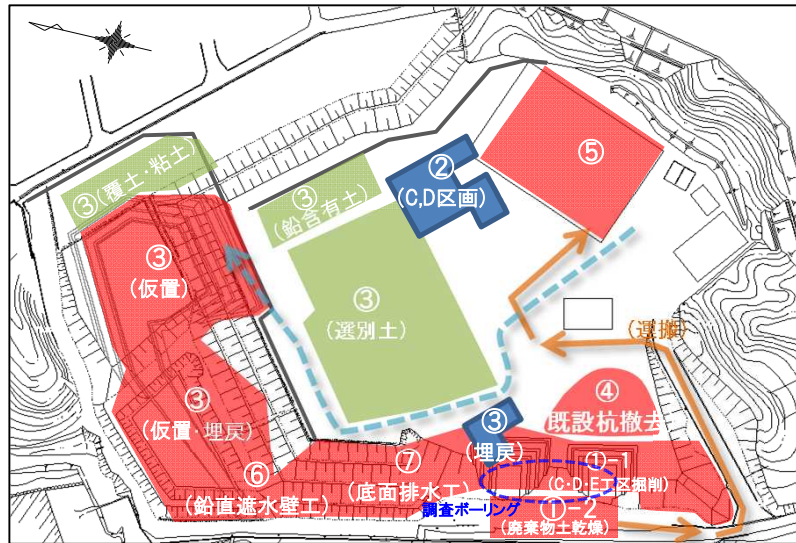 ③(覆土・粘土)
③
(鉛含有土)
②
(C,D区画)
⑤
③
(仮置)
③
(選別土)
(運搬)
④
既設杭撤去
③
(仮置・埋戻)
③
(埋戻)
⑥
(鉛直遮水壁工)
⑦
(底面排水工)
①-1
(C・D・E工区掘削)
調査ボーリング
①-2
(廃棄物土乾燥)